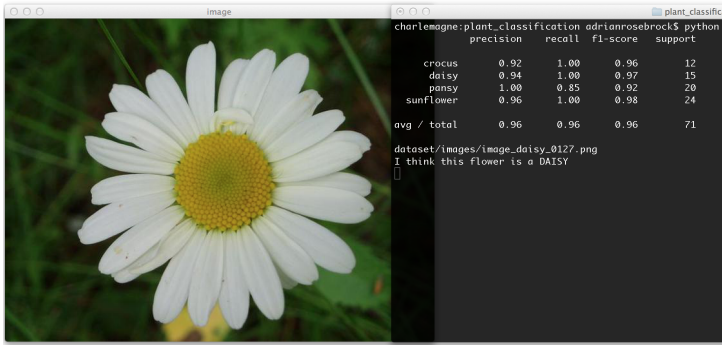 image
plant_classific
charlemagne:plant_classification adrianrosebrock$ python
precision recall f1-score support
crocus 0.92 1.00 0.96 12
daisy 0.94 1.00 0.97 15
pansy 1.00 0.85 0.92 20
sunflower 0.96 1.00 0.98 24
avg / total 0.96 0.96 0.96 71
dataset/images/image_daisy_0127.png
I think this flower is a DAISY